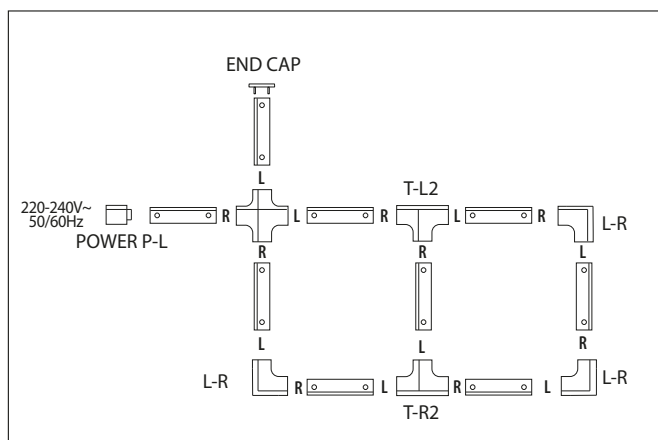 END CAP
L
T-L2
220-240V~
50/60Hz
R L R L R
L-R
POWER P-L
R R L
L L R
L-R R L R L L-R
T-R2